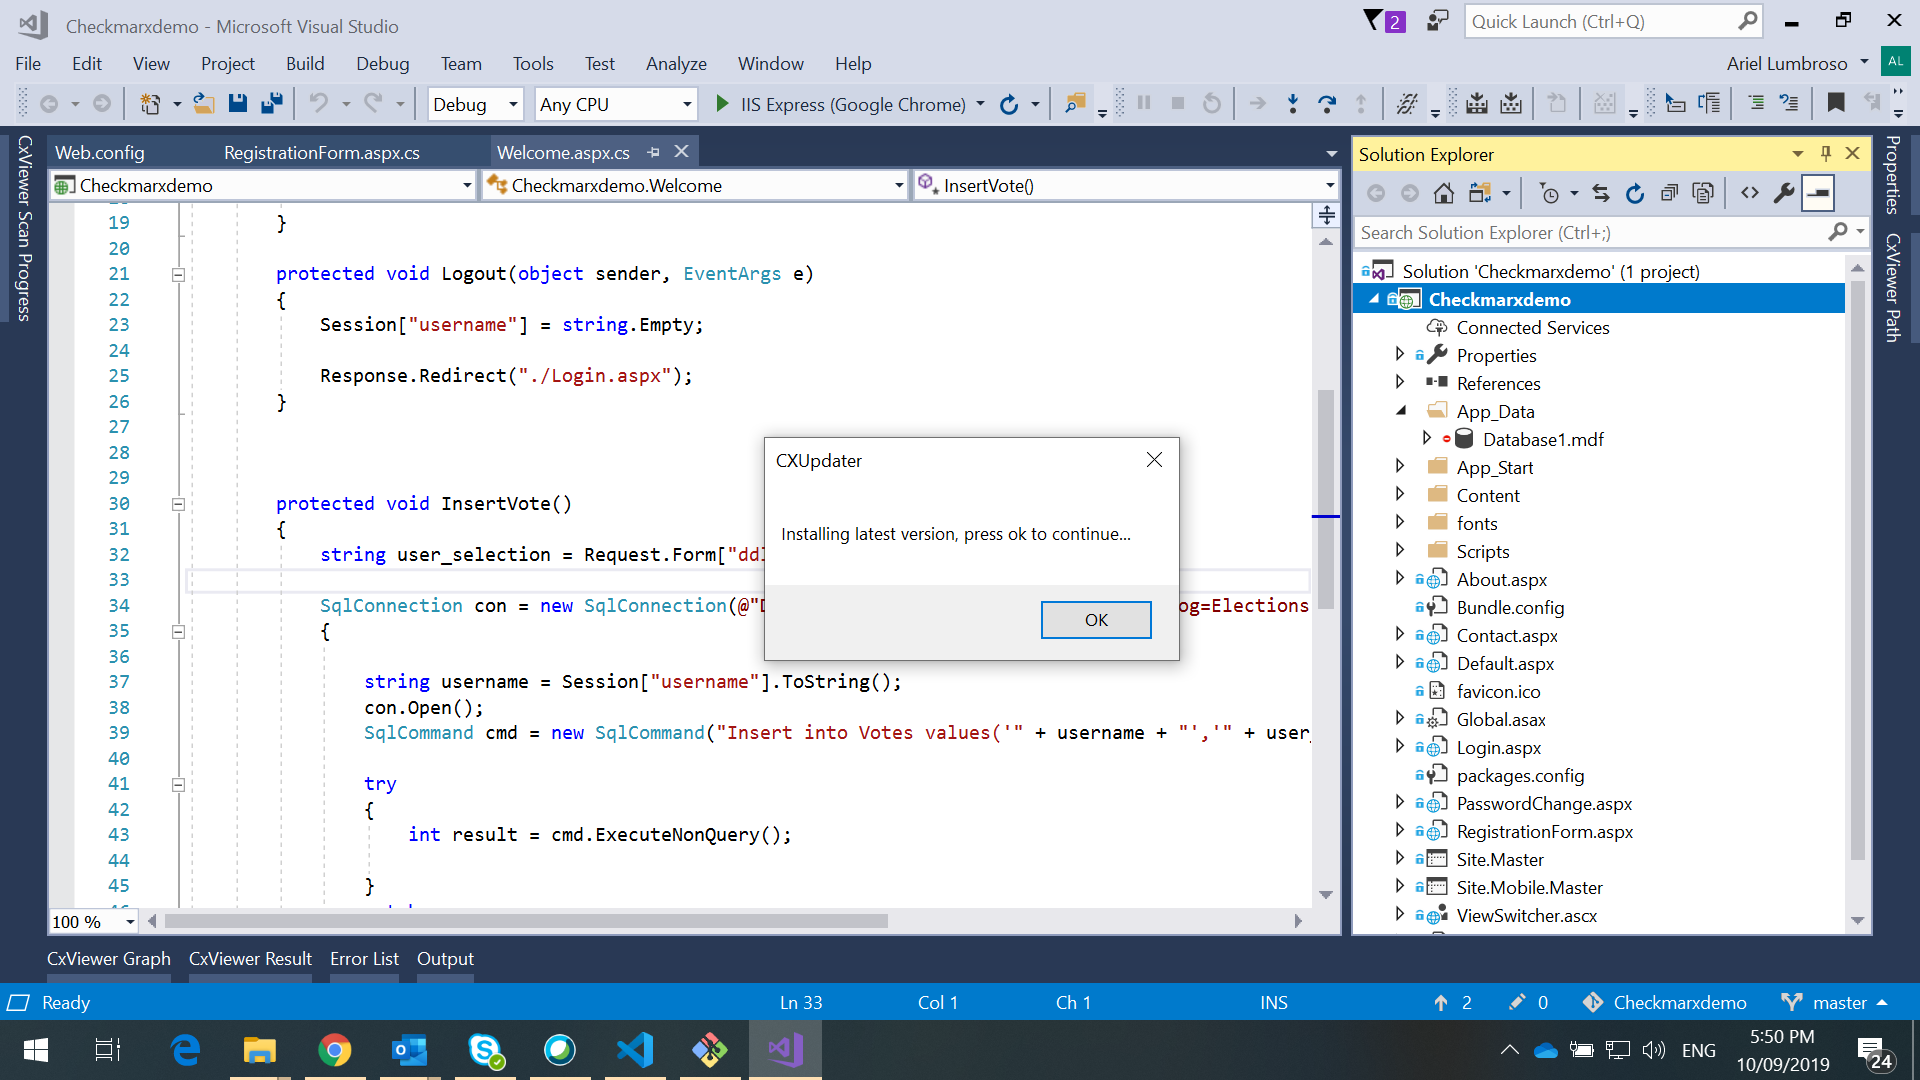 Checkmarxdemo - Microsoft Visual Studio
2
Quick Launch (Ctrl+Q)
File Edit View Project Build Debug Team Tools Test Analyze Window Help
Ariel Lumbroso AL
Debug Any CPU IIS Express (Google Chrome)
CxViewer Scan Progress
Web.config RegistrationForm.aspx.cs Welcome.aspx.cs
Checkmarxdemo Checkmarxdemo.Welcome InsertVote()
19 }
20
21 protected void Logout(object sender, EventArgs e)
22 {
23 Session["username"] = string.Empty;
24
25 Response.Redirect("./Login.aspx");
26 }
27
28
29
30 protected void InsertVote()
31 {
32 string user_selection = Request.Form["ddl
33
34 SqlConnection con = new SqlConnection(@"D og=Elections
35 {
36
37 string username = Session["username"].ToString();
38 con.Open();
39 SqlCommand cmd = new SqlCommand("Insert into Votes values('" + username + "','" + user_
40
41 try
42 {
43 int result = cmd.ExecuteNonQuery();
44
45 }
100 %
CXUpdater
Installing latest version, press ok to continue...
OK
Solution Explorer
Search Solution Explorer (Ctrl+;)
Solution 'Checkmarxdemo' (1 project)
Checkmarxdemo
Connected Services
Properties
References
App_Data
Database1.mdf
App_Start
Content
fonts
Scripts
About.aspx
Bundle.config
Contact.aspx
Default.aspx
favicon.ico
Global.asax
Login.aspx
packages.config
PasswordChange.aspx
RegistrationForm.aspx
Site.Master
Site.Mobile.Master
ViewSwitcher.ascx
Properties
CxViewer Path
CxViewer Graph CxViewer Result Error List Output
Ready Ln 33 Col 1 Ch 1 INS 2 0 Checkmarxdemo master
ENG
5:50 PM
10/09/2019
24